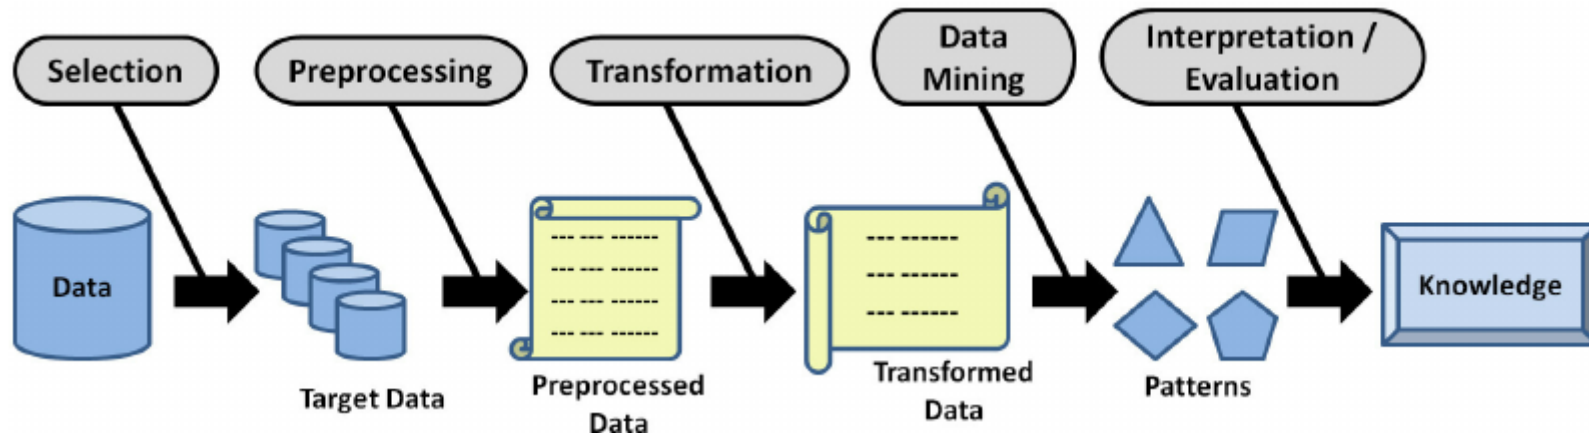 Selection
Preprocessing
Transformation
Data
Mining
Interpretation /
Evaluation
Data
Target Data
Preprocessed
Data
Transformed
Data
Patterns
Knowledge